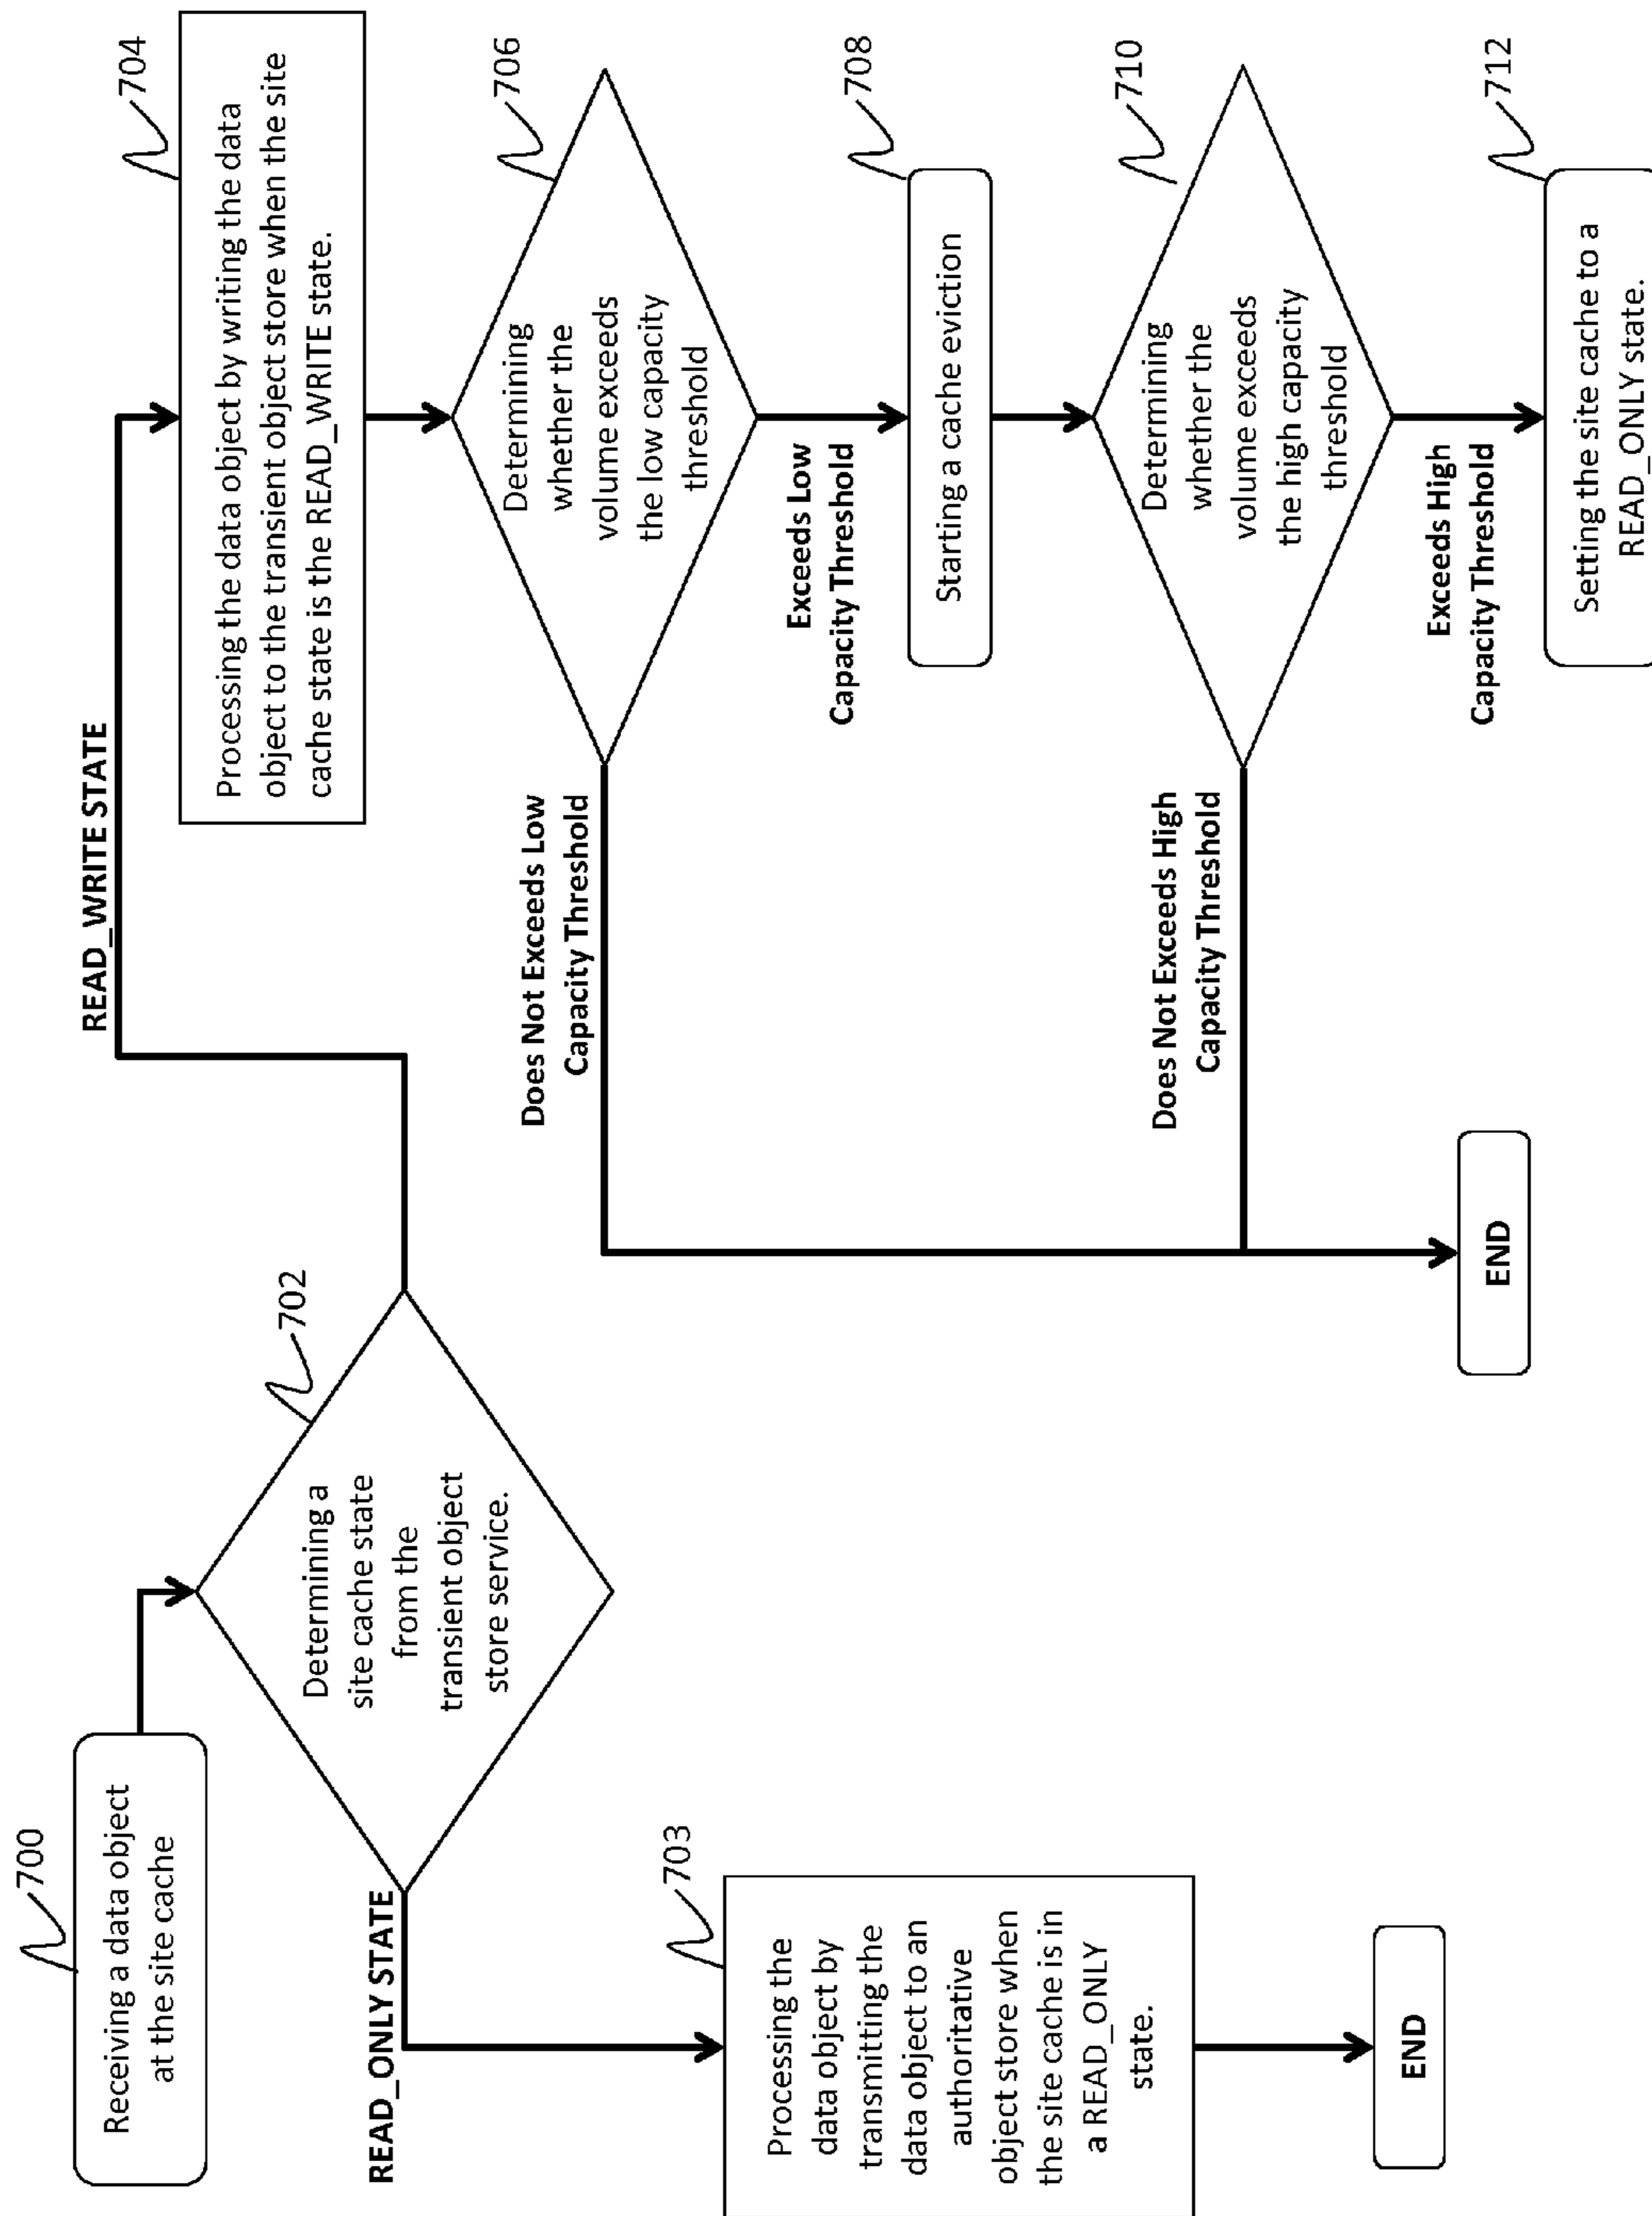 700
Receiving a data object
at the site cache
702
Determining a
site cache state
from the
transient object
store service.
READ_ONLY STATE
703
Processing the
data object by
transmitting the
data object to an
authoritative
object store when
the site cache is in
a READ_ONLY
state.
END
READ_WRITE STATE
704
Processing the data object by writing the data
object to the transient object store when the site
cache state is the READ_WRITE state.
706
Determining
whether the
volume exceeds
the low capacity
threshold
Does Not Exceeds Low
Capacity Threshold
Exceeds Low
Capacity Threshold
708
Starting a cache eviction
710
Determining
whether the
volume exceeds
the high capacity
threshold
Does Not Exceeds High
Capacity Threshold
END
Exceeds High
Capacity Threshold
712
Setting the site cache to a
READ_ONLY state.